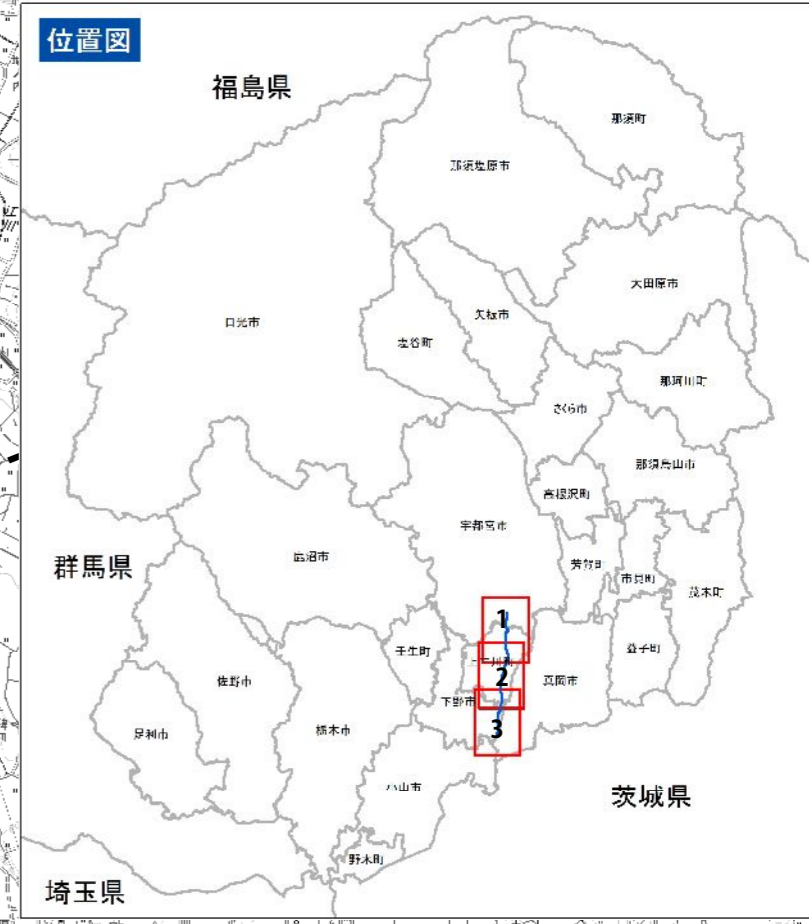 位置図
福島県
那須町
那須塩原市
大田原市
日光市
矢板市
塩谷町
那珂川町
さくら市
那須烏山市
高根沢町
宇都宮市
鹿沼市
芳賀町
市貝町
群馬県
茂木町
1
壬生町
上三川町
益子町
2
佐野市
真岡市
下野市
足利市
栃木市
3
小山市
茨城県
野木町
埼玉県